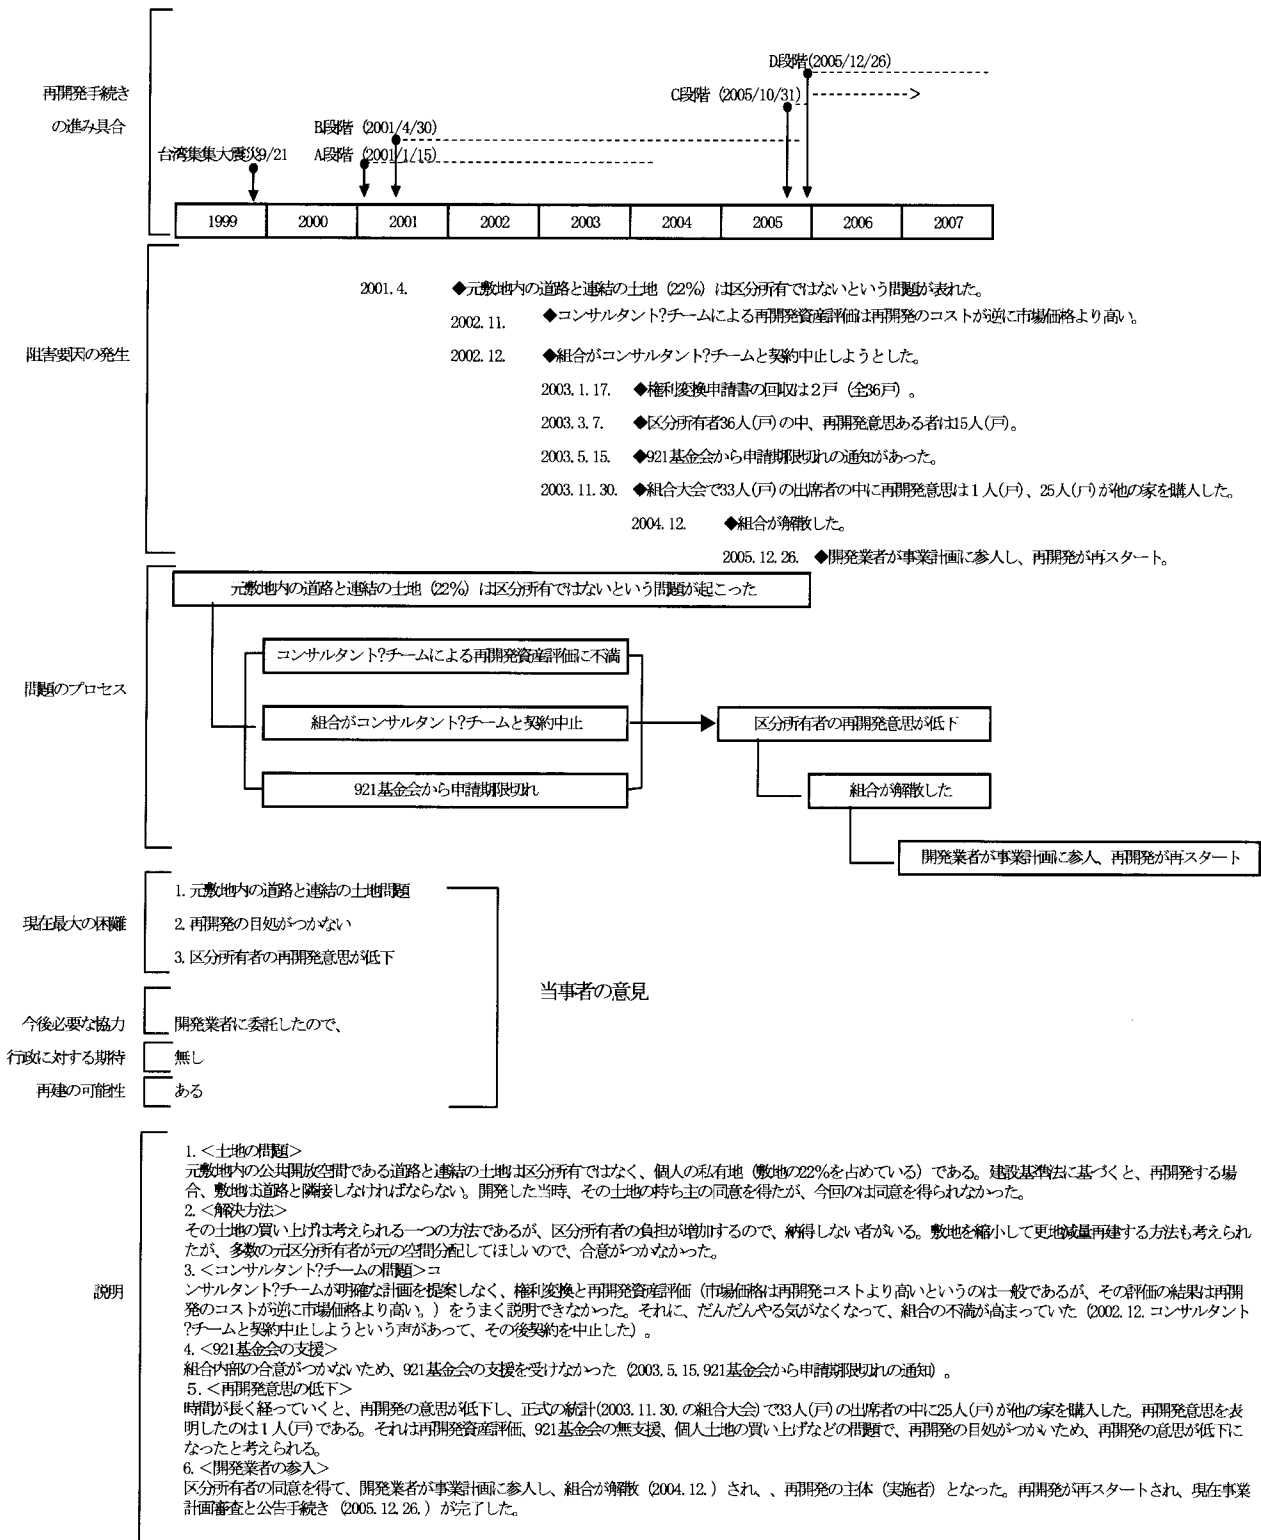 再開発手続き
の進み具合
D段階(2005/12/26)
C段階 (2005/10/31)
B段階 (2001/4/30)
台湾集集大震災9/21
A段階 (2001/1/15)
1999 2000 2001 2002 2003 2004 2005 2006 2007
阻害要因の発生
2001.4. ◆元敷地内の道路と連結の土地（22%）は区分所有ではないという問題が表れた。
2002.11. ◆コンサルタント?チームによる再開発資産評価は再開発のコストが逆に市場価格より高い。
2002.12. ◆組合がコンサルタント?チームと契約中止しようとした。
2003.1.17. ◆権利変換申請書の回収は２戸（全36戸）。
2003.3.7. ◆区分所有者36人(戸)の中、再開発意思ある者は15人(戸)。
2003.5.15. ◆921基金会から申請期限切れの通知があった。
2003.11.30. ◆組合大会で33人(戸)の出席者の中に再開発意思は１人(戸)、25人(戸)が他の家を購入した。
2004.12. ◆組合が解散した。
2005.12.26. ◆開発業者が事業計画に参入し、再開発が再スタート。
問題のプロセス
元敷地内の道路と連結の土地（22%）は区分所有ではないという問題が起こった
コンサルタント?チームによる再開発資産評価に不満
組合がコンサルタント?チームと契約中止
921基金会から申請期限切れ
区分所有者の再開発意思が低下
組合が解散した
開発業者が事業計画に参入、再開発が再スタート
現在最大の困難
1. 元敷地内の道路と連結の土地問題
2. 再開発の目処がつかない
3. 区分所有者の再開発意思が低下
当事者の意見
今後必要な協力 開発業者に委託したので、
行政に対する期待 無し
再建の可能性 ある
説明
1. ＜土地の問題＞
元敷地内の公共開放空間である道路と連結の土地は区分所有ではなく、個人の私有地（敷地の22%を占めている）である。建設基準法に基づくと、再開発する場
合、敷地は道路と隣接しなければならない。開発した当時、その土地の持ち主の同意を得たが、今回のは同意を得られなかった。
2. ＜解決方法＞
その土地の買い上げは考えられる一つの方法であるが、区分所有者の負担が増加するので、納得しない者がいる。敷地を縮小して更地減量再建する方法も考えられ
たが、多数の元区分所有者が元の空間分配してほしいので、合意がつかなかった。
3. ＜コンサルタント?チームの問題＞コ
ンサルタント?チームが明確な計画を提案しなく、権利変換と再開発資産評価（市場価格は再開発コストより高いというのは一般であるが、その評価の結果は再開
発のコストが逆に市場価格より高い。）をうまく説明できなかった。それに、だんだんやる気がなくなって、組合の不満が高まっていた（2002.12. コンサルタント
?チームと契約中止しようという声があって、その後契約を中止した）。
4. ＜921基金会の支援＞
組合内部の合意がつかないため、921基金会の支援を受けなかった（2003.5.15.921基金会から申請期限切れの通知）。
５. ＜再開発意思の低下＞
時間が長く経っていくと、再開発の意思が低下し、正式の統計(2003.11.30.の組合大会)で33人(戸)の出席者の中に25人(戸)が他の家を購入した。再開発意思を表
明したのは１人(戸)である。それは再開発資産評価、921基金会の無支援、個人土地の買い上げなどの問題で、再開発の目処がつかいため、再開発の意思が低下に
なったと考えられる。
6. ＜開発業者の参入＞
区分所有者の同意を得て、開発業者が事業計画に参入し、組合が解散（2004.12.）され、、再開発の主体（実施者）となった。再開発が再スタートされ、現在事業
計画審査と公告手続き（2005.12.26.）が完了した。